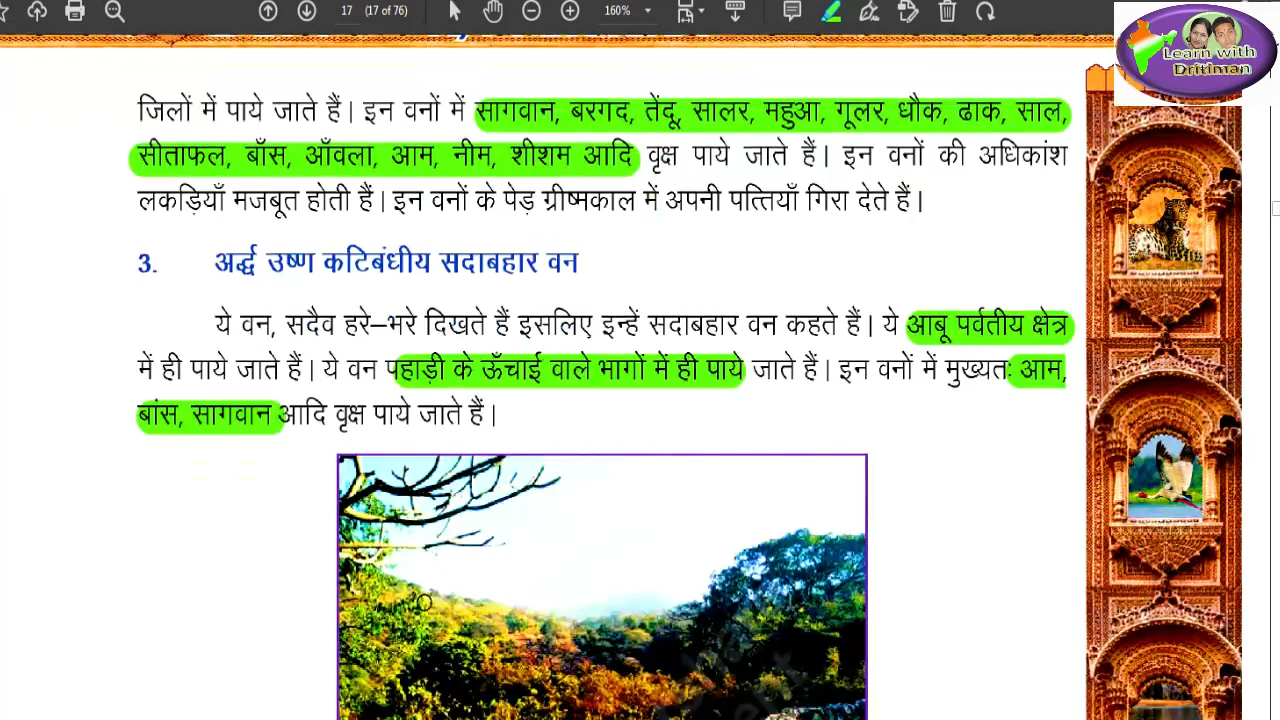 17 (17 of 76) 160%
Learn with
Dritiman
जिलों में पाये जाते हैं। इन वनों में सागवान, बरगद, तेंदू, सालर, महुआ, गूलर, धौक, ढाक, साल,
सीताफल, बाँस, आँवला, आम, नीम, शीशम आदि वृक्ष पाये जाते हैं। इन वनों की अधिकांश
लकड़ियाँ मजबूत होती हैं। इन वनों के पेड़ ग्रीष्मकाल में अपनी पत्तियाँ गिरा देते हैं।
3. अर्द्ध उष्ण कटिबंधीय सदाबहार वन
ये वन, सदैव हरे–भरे दिखते हैं इसलिए इन्हें सदाबहार वन कहते हैं। ये आबू पर्वतीय क्षेत्र
में ही पाये जाते हैं। ये वन पहाड़ी के ऊँचाई वाले भागों में ही पाये जाते हैं। इन वनों में मुख्यतः आम,
बांस, सागवान आदि वृक्ष पाये जाते हैं।